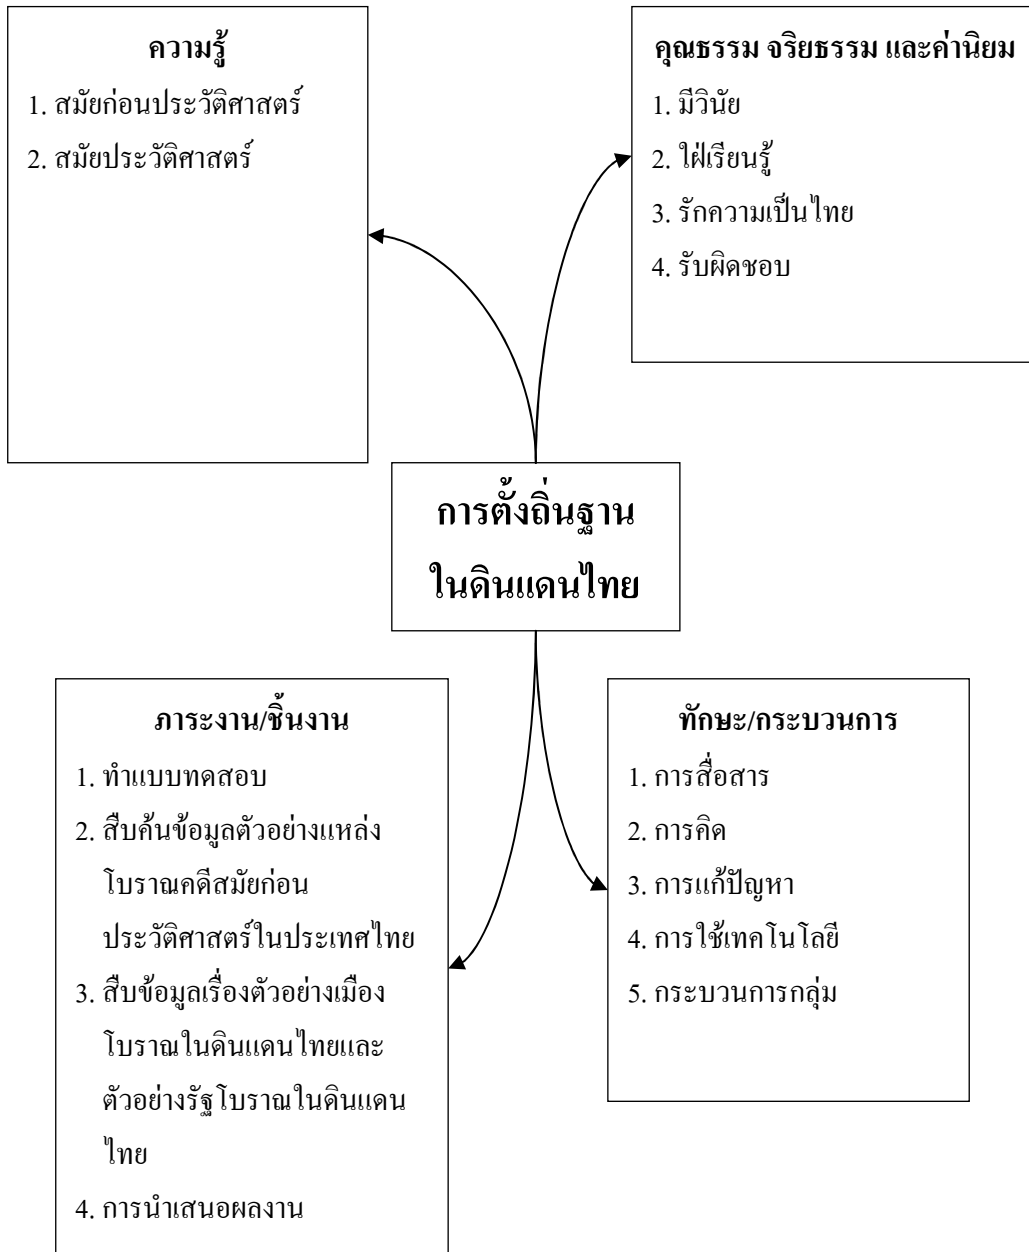 ความรู้
1. สมัยก่อนประวัติศาสตร์
2. สมัยประวัติศาสตร์
คุณธรรม จริยธรรม และค่านิยม
1. มีวินัย
2. ใฝ่เรียนรู้
3. รักความเป็นไทย
4. รับผิดชอบ
การตั้งถิ่นฐาน
ในดินแดนไทย
ภาระงาน/ชิ้นงาน
1. ทำแบบทดสอบ
2. สืบค้นข้อมูลตัวอย่างแหล่ง
โบราณคดีสมัยก่อน
ประวัติศาสตร์ในประเทศไทย
3. สืบข้อมูลเรื่องตัวอย่างเมือง
โบราณในดินแดนไทยและ
ตัวอย่างรัฐโบราณในดินแดน
ไทย
4. การนำเสนอผลงาน
ทักษะ/กระบวนการ
1. การสื่อสาร
2. การคิด
3. การแก้ปัญหา
4. การใช้เทคโนโลยี
5. กระบวนการกลุ่ม